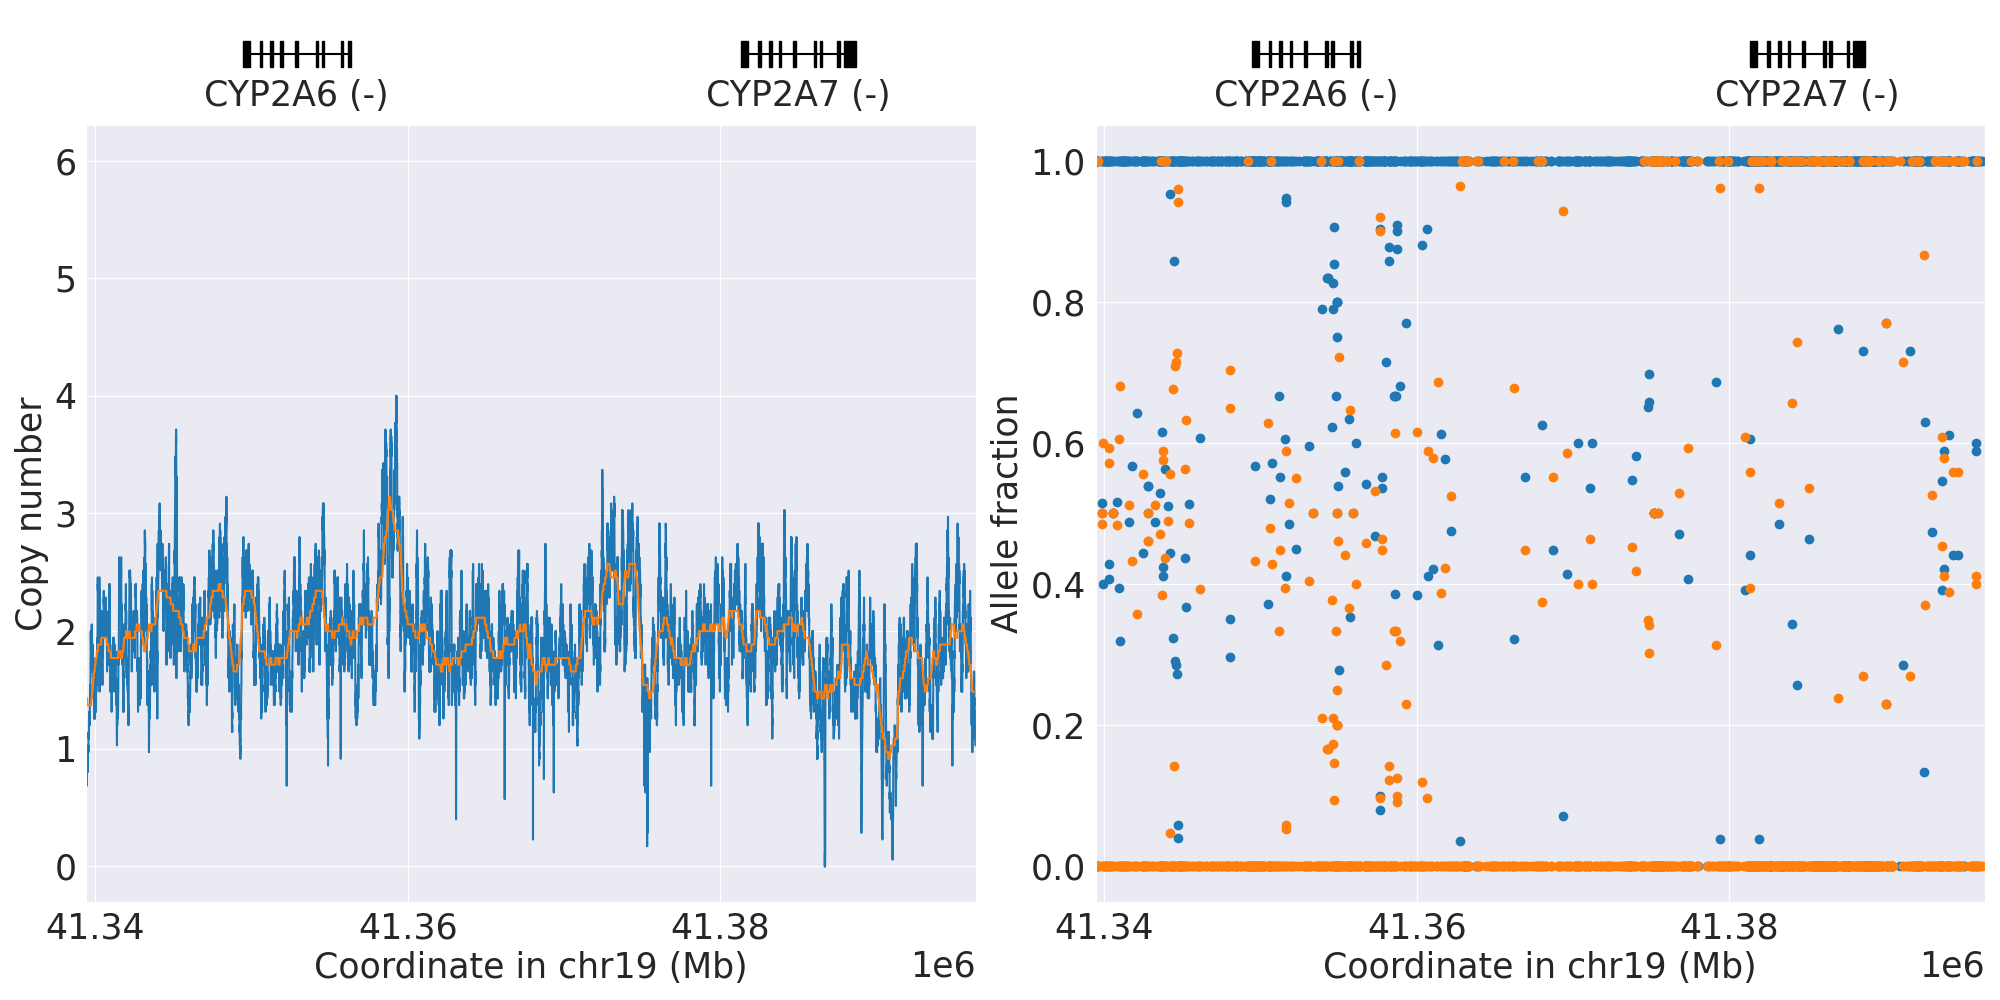 CYP2A6 (-)
CYP2A7 (-)
6
5
4
3
2
1
0
Copy number
41.34
41.36
41.38
Coordinate in chr19 (Mb)
1e6
CYP2A6 (-)
CYP2A7 (-)
1.0
0.8
0.6
0.4
0.2
0.0
Allele fraction
41.34
41.36
41.38
Coordinate in chr19 (Mb)
1e6